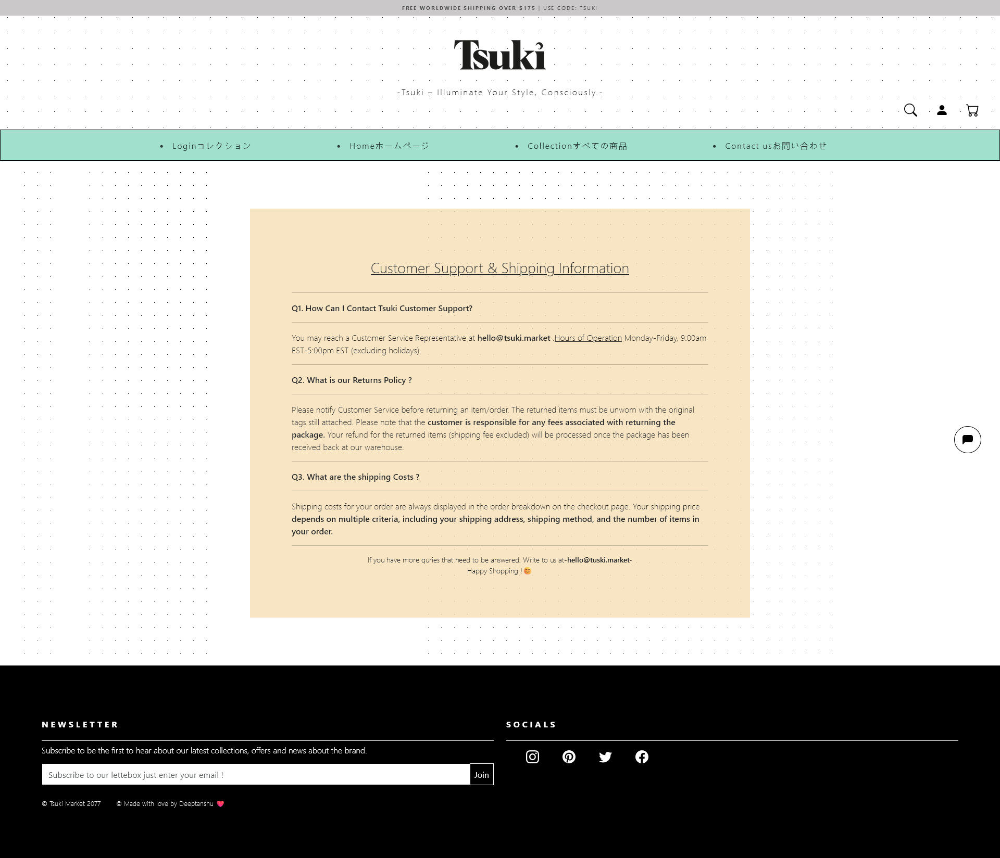 FREE WORLDWIDE SHIPPING OVER $175 | USE CODE: TSUKI
Tsuki
-Tsuki – Illuminate Your Style, Consciously.-
• Loginコレクション
• Homeホームページ
• Collectionすべての商品
• Contact usお問い合わせ
Customer Support & Shipping Information
Q1. How Can I Contact Tsuki Customer Support?
You may reach a Customer Service Representative at hello@tsuki.market .Hours of Operation Monday-Friday, 9:00am
EST-5:00pm EST (excluding holidays).
Q2. What is our Returns Policy ?
Please notify Customer Service before returning an item/order. The returned items must be unworn with the original
tags still attached. Please note that the customer is responsible for any fees associated with returning the
package. Your refund for the returned items (shipping fee excluded) will be processed once the package has been
received back at our warehouse.
Q3. What are the shipping Costs ?
Shipping costs for your order are always displayed in the order breakdown on the checkout page. Your shipping price
depends on multiple criteria, including your shipping address, shipping method, and the number of items in
your order.
If you have more quries that need to be answered. Write to us at-hello@tuski.market-
Happy Shopping !😊
NEWSLETTER
Subscribe to be the first to hear about our latest collections, offers and news about the brand.
Subscribe to our lettebox just enter your email !
Join
© Tsuki Market 2077
© Made with love by Deeptanshu ❤️
SOCIALS